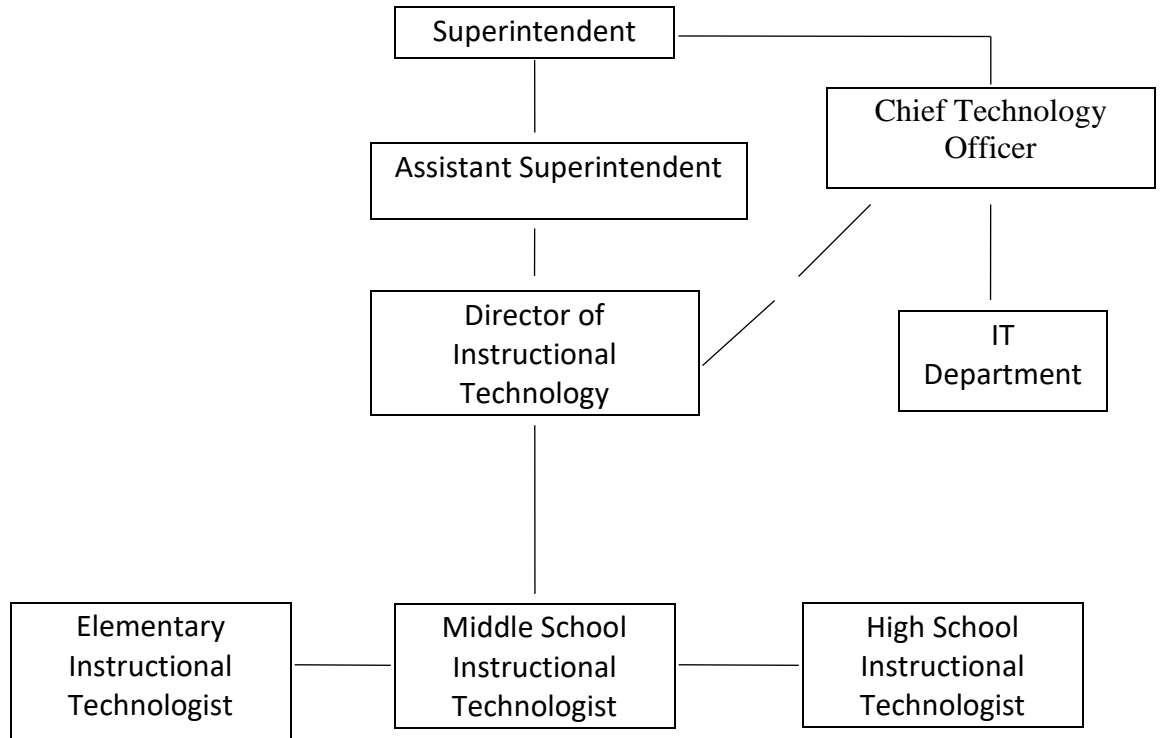 Superintendent
Chief Technology
Officer
Assistant Superintendent
Director of
Instructional
Technology
IT
Department
Elementary
Instructional
Technologist
Middle School
Instructional
Technologist
High School
Instructional
Technologist